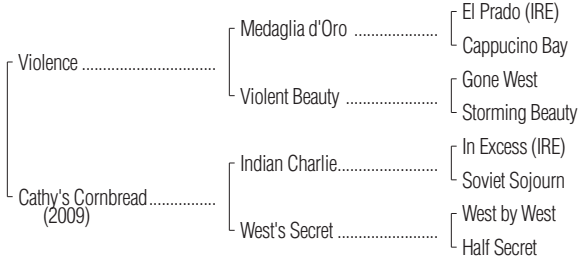 El Prado (IRE)
Medaglia d'Oro ..................
Cappucino Bay
Violence ...............................
Gone West
Violent Beauty .....................
Storming Beauty
In Excess (IRE)
Indian Charlie.......................
Soviet Sojourn
Cathy's Cornbread...............
(2009)
West by West
West's Secret .......................
Half Secret